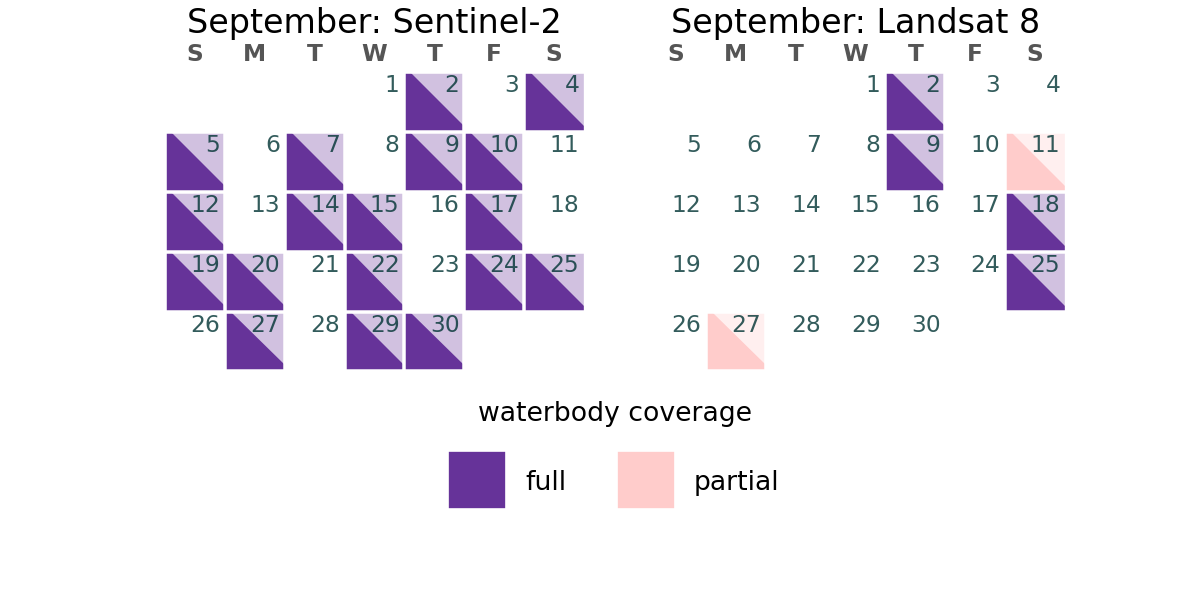 September: Sentinel-2
S M T W T F S
1 2 3 4
5 6 7 8 9 10 11
12 13 14 15 16 17 18
19 20 21 22 23 24 25
26 27 28 29 30
September: Landsat 8
S M T W T F S
1 2 3 4
5 6 7 8 9 10 11
12 13 14 15 16 17 18
19 20 21 22 23 24 25
26 27 28 29 30
waterbody coverage
full partial